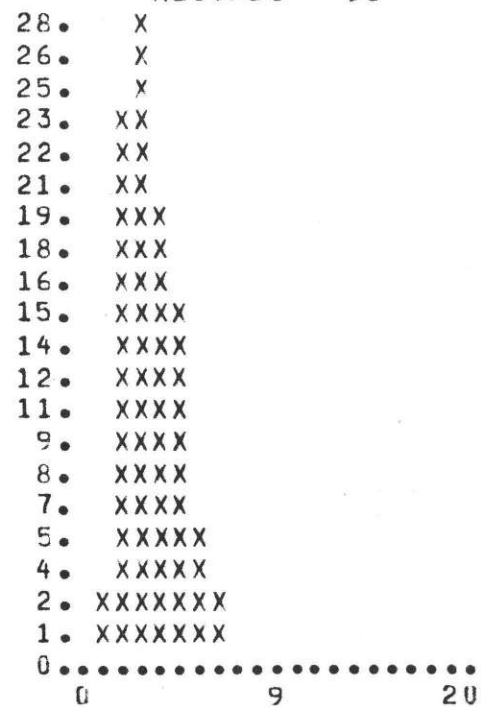 28.    X
26.    X
25.    X
23.   XX
22.   XX
21.   XX
19.   XXX
18.   XXX
16.   XXX
15.   XXXX
14.   XXXX
12.   XXXX
11.   XXXX
 9.   XXXX
 8.   XXXX
 7.   XXXX
 5.   XXXXX
 4.   XXXXX
 2.  XXXXXXX
 1.  XXXXXXX
 0......................
0 9 20